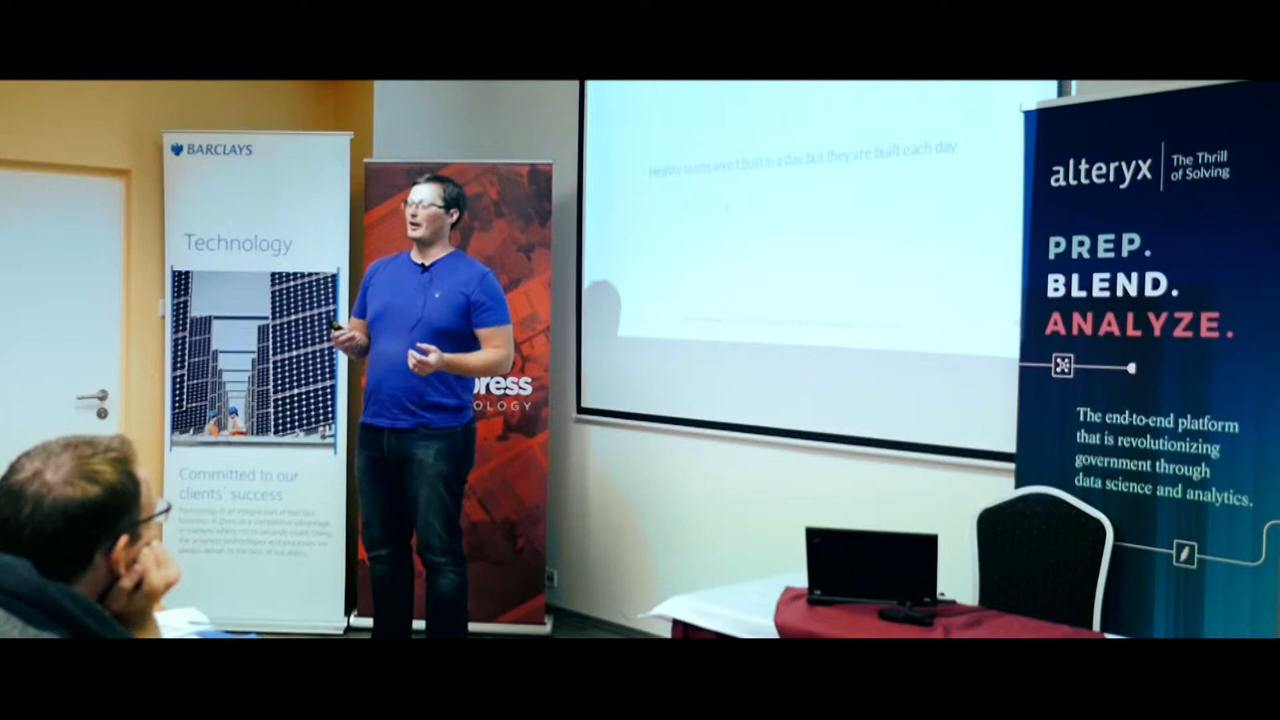 BARCLAYS
Technology
Committed to our
clients' success
press
OLOGY
Healthy teams aren't built in a day, but they are built each day
alteryx
The Thrill
of Solving
PREP.
BLEND.
ANALYZE.
The end-to-end platform
that is revolutionizing
government through
data science and analytics.